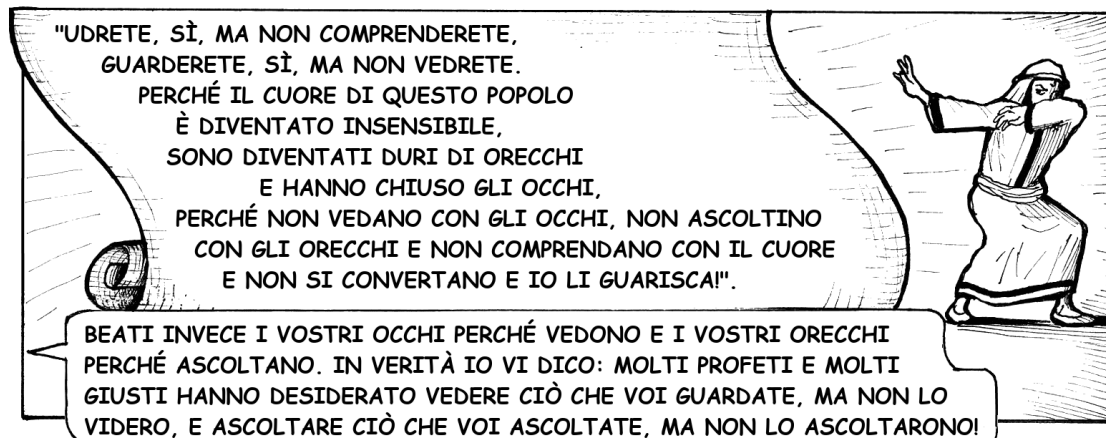 "UDRETE, SÌ, MA NON COMPRENDERETE,
GUARDERETE, SÌ, MA NON VEDRETE.
PERCHÉ IL CUORE DI QUESTO POPOLO
È DIVENTATO INSENSIBILE,
SONO DIVENTATI DURI DI ORECCHI
E HANNO CHIUSO GLI OCCHI,
PERCHÉ NON VEDANO CON GLI OCCHI, NON ASCOLTINO
CON GLI ORECCHI E NON COMPRENDANO CON IL CUORE
E NON SI CONVERTANO E IO LI GUARISCA!".
BEATI INVECE I VOSTRI OCCHI PERCHÉ VEDONO E I VOSTRI ORECCHI
PERCHÉ ASCOLTANO. IN VERITÀ IO VI DICO: MOLTI PROFETI E MOLTI
GIUSTI HANNO DESIDERATO VEDERE CIÒ CHE VOI GUARDATE, MA NON LO
VIDERO, E ASCOLTARE CIÒ CHE VOI ASCOLTATE, MA NON LO ASCOLTARONO!